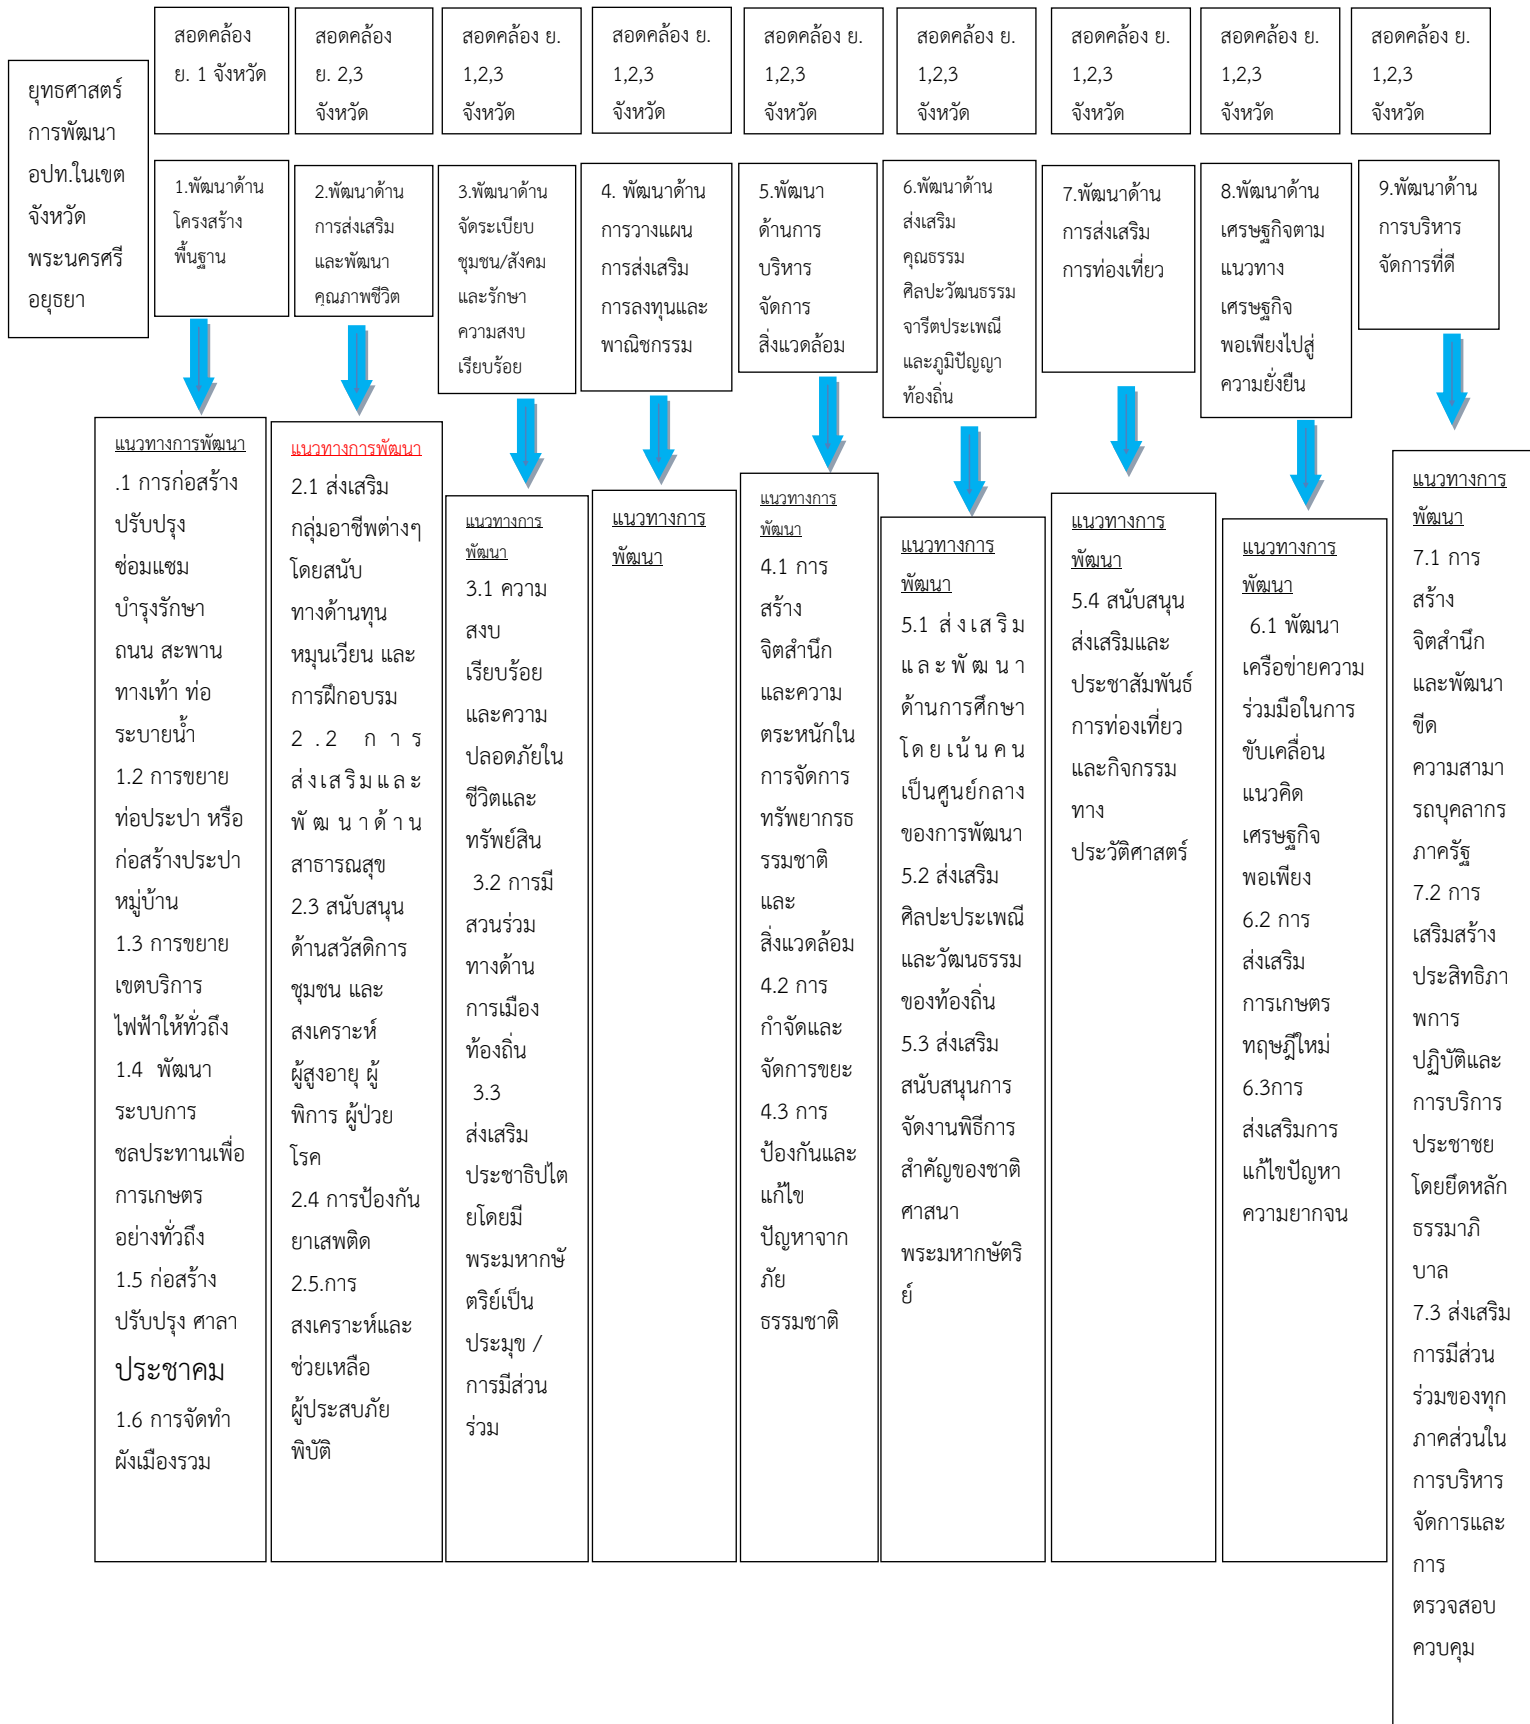 ยุทธศาสตร์
การพัฒนา
อปท.ในเขต
จังหวัด
พระนครศรี
อยุธยา
สอดคล้อง
ย. 1 จังหวัด
สอดคล้อง
ย. 2,3
จังหวัด
สอดคล้อง ย.
1,2,3
จังหวัด
สอดคล้อง ย.
1,2,3
จังหวัด
สอดคล้อง ย.
1,2,3
จังหวัด
สอดคล้อง ย.
1,2,3
จังหวัด
สอดคล้อง ย.
1,2,3
จังหวัด
สอดคล้อง ย.
1,2,3
จังหวัด
สอดคล้อง ย.
1,2,3
จังหวัด
1.พัฒนาด้าน
โครงสร้าง
พื้นฐาน
2.พัฒนาด้าน
การส่งเสริม
และพัฒนา
คุณภาพชีวิต
3.พัฒนาด้าน
จัดระเบียบ
ชุมชน/สังคม
และรักษา
ความสงบ
เรียบร้อย
4. พัฒนาด้าน
การวางแผน
การส่งเสริม
การลงทุนและ
พาณิชกรรม
5.พัฒนา
ด้านการ
บริหาร
จัดการ
สิ่งแวดล้อม
6.พัฒนาด้าน
ส่งเสริม
คุณธรรม
ศิลปะวัฒนธรรม
จารีตประเพณี
และภูมิปัญญา
ท้องถิ่น
7.พัฒนาด้าน
การส่งเสริม
การท่องเที่ยว
8.พัฒนาด้าน
เศรษฐกิจตาม
แนวทาง
เศรษฐกิจ
พอเพียงไปสู่
ความยั่งยืน
9.พัฒนาด้าน
การบริหาร
จัดการที่ดี
แนวทางการพัฒนา
.1 การก่อสร้าง
ปรับปรุง
ซ่อมแซม
บำรุงรักษา
ถนน สะพาน
ทางเท้า ท่อ
ระบายน้ำ
1.2 การขยาย
ท่อประปา หรือ
ก่อสร้างประปา
หมู่บ้าน
1.3 การขยาย
เขตบริการ
ไฟฟ้าให้ทั่วถึง
1.4 พัฒนา
ระบบการ
ชลประทานเพื่อ
การเกษตร
อย่างทั่วถึง
1.5 ก่อสร้าง
ปรับปรุง ศาลา
ประชาคม
1.6 การจัดทำ
ผังเมืองรวม
แนวทางการพัฒนา
2.1 ส่งเสริม
กลุ่มอาชีพต่างๆ
โดยสนับ
ทางด้านทุน
หมุนเวียน และ
การฝึกอบรม
2 .2 การ
ส่งเสริมและ
พัฒนาด้าน
สาธารณสุข
2.3 สนับสนุน
ด้านสวัสดิการ
ชุมชน และ
สงเคราะห์
ผู้สูงอายุ ผู้
พิการ ผู้ป่วย
โรค
2.4 การป้องกัน
ยาเสพติด
2.5.การ
สงเคราะห์และ
ช่วยเหลือ
ผู้ประสบภัย
พิบัติ
แนวทางการ
พัฒนา
3.1 ความ
สงบ
เรียบร้อย
และความ
ปลอดภัยใน
ชีวิตและ
ทรัพย์สิน
3.2 การมี
สวนร่วม
ทางด้าน
การเมือง
ท้องถิ่น
3.3
ส่งเสริม
ประชาธิปไต
ยโดยมี
พระมหากษั
ตริย์เป็น
ประมุข /
การมีส่วน
ร่วม
แนวทางการ
พัฒนา
แนวทางการ
พัฒนา
4.1 การ
สร้าง
จิตสำนึก
และความ
ตระหนักใน
การจัดการ
ทรัพยากรธ
รรมชาติ
และ
สิ่งแวดล้อม
4.2 การ
กำจัดและ
จัดการขยะ
4.3 การ
ป้องกันและ
แก้ไข
ปัญหาจาก
ภัย
ธรรมชาติ
แนวทางการ
พัฒนา
5.1 ส่งเสริม
และพัฒนา
ด้านการศึกษา
โดยเน้นคน
เป็นศูนย์กลาง
ของการพัฒนา
5.2 ส่งเสริม
ศิลปะประเพณี
และวัฒนธรรม
ของท้องถิ่น
5.3 ส่งเสริม
สนับสนุนการ
จัดงานพิธีการ
สำคัญของชาติ
ศาสนา
พระมหากษัตริ
ย์
แนวทางการ
พัฒนา
5.4 สนับสนุน
ส่งเสริมและ
ประชาสัมพันธ์
การท่องเที่ยว
และกิจกรรม
ทาง
ประวัติศาสตร์
แนวทางการ
พัฒนา
6.1 พัฒนา
เครือข่ายความ
ร่วมมือในการ
ขับเคลื่อน
แนวคิด
เศรษฐกิจ
พอเพียง
6.2 การ
ส่งเสริม
การเกษตร
ทฤษฎีใหม่
6.3การ
ส่งเสริมการ
แก้ไขปัญหา
ความยากจน
แนวทางการ
พัฒนา
7.1 การ
สร้าง
จิตสำนึก
และพัฒนา
ขีด
ความสามา
รถบุคลากร
ภาครัฐ
7.2 การ
เสริมสร้าง
ประสิทธิภา
พการ
ปฏิบัติและ
การบริการ
ประชาชย
โดยยึดหลัก
ธรรมาภิ
บาล
7.3 ส่งเสริม
การมีส่วน
ร่วมของทุก
ภาคส่วนใน
การบริหาร
จัดการและ
การ
ตรวจสอบ
ควบคุม